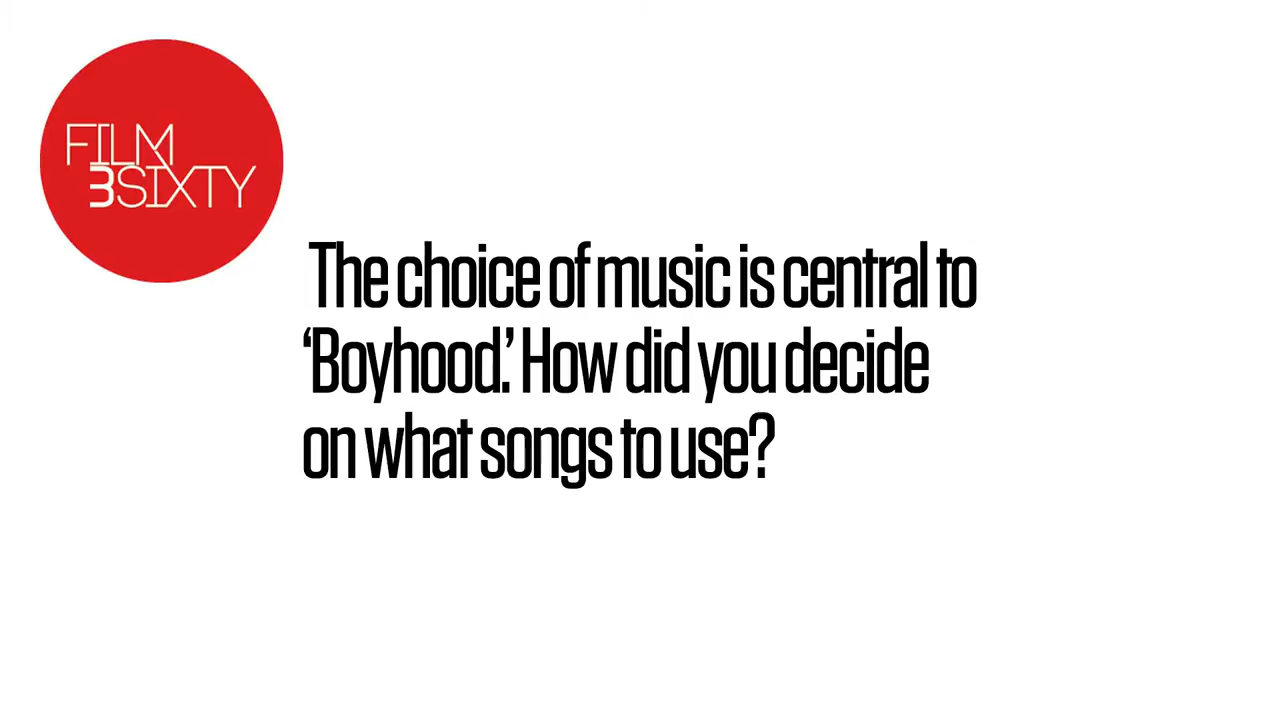 FILM
3SIXTY
The choice of music is central to
‘Boyhood.’ How did you decide
on what songs to use?